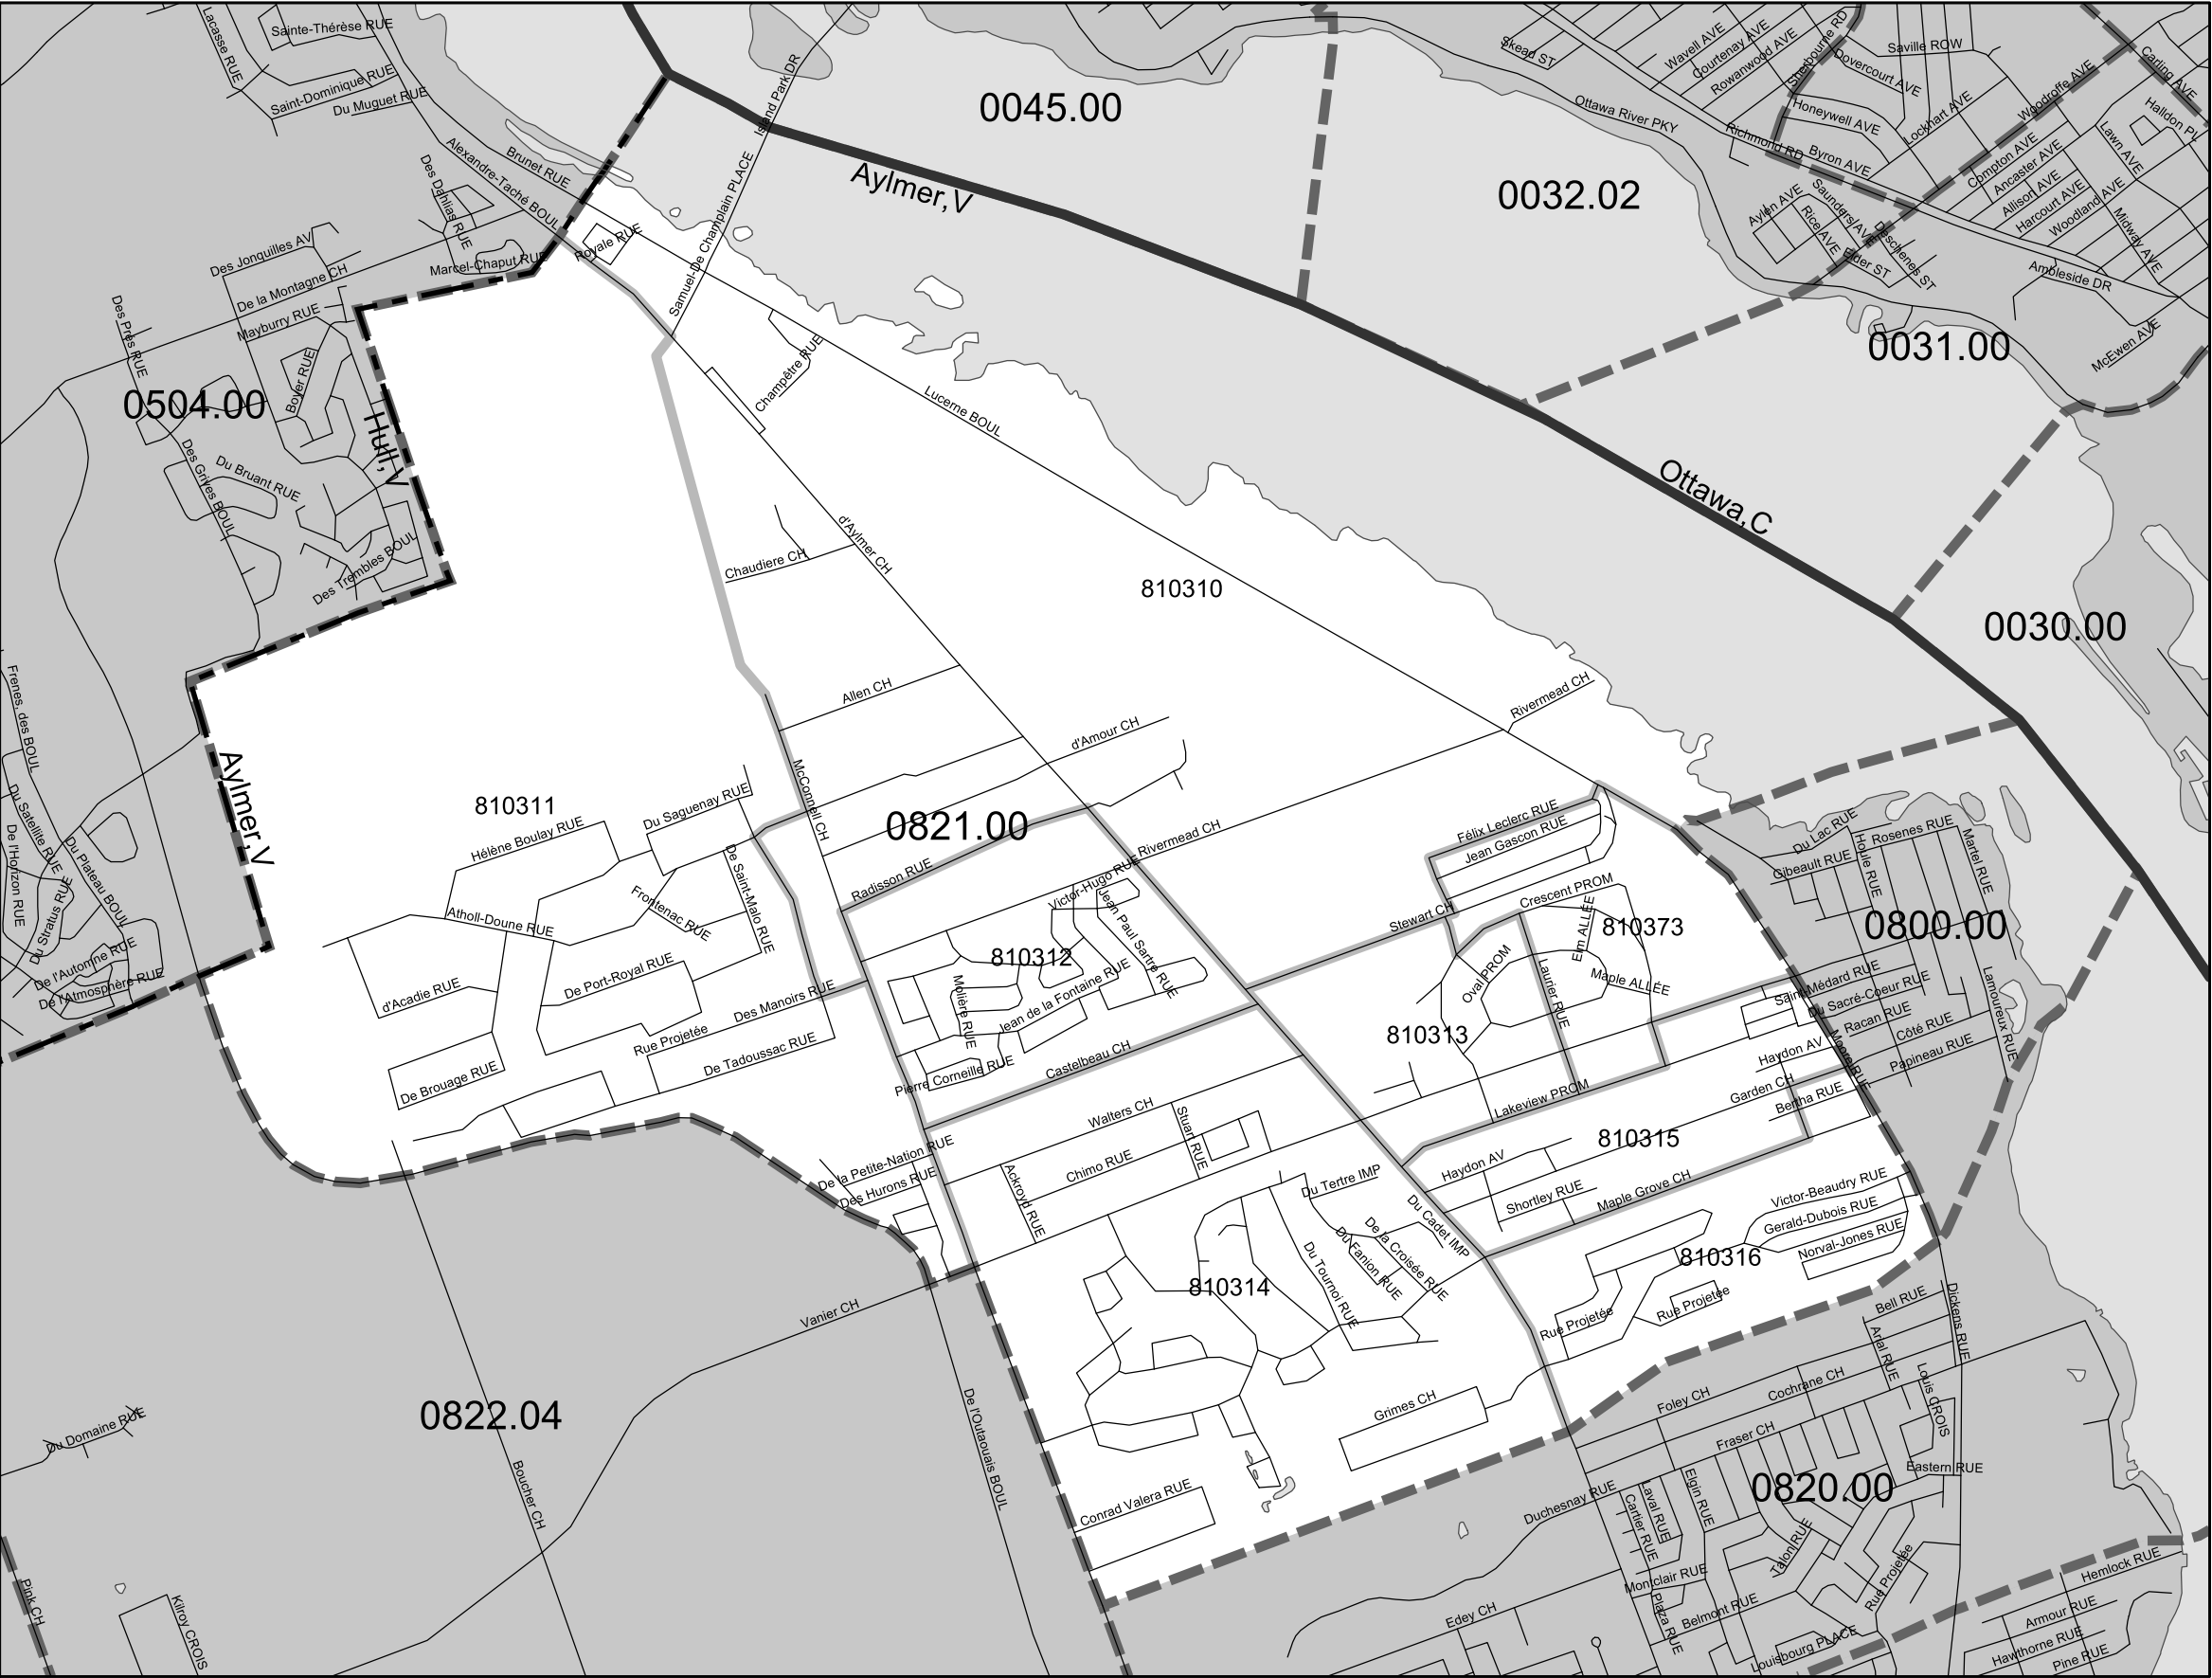 Lacasse RUE
Sainte-Thérèse RUE
Saint-Dominique RUE
Du Muguet RUE
Alexandre-Taché BOUL
Brunet RUE
Des Dahlias RUE
Marcel-Chaput RUE
Royale RUE
Island Park DR
Samuel-De Champlain PLACE
0045.00
Aylmer,V
0032.02
Skead ST
Wavell AVE
Courtenay AVE
Rowanwood AVE
Sherbourne RD
Saville ROW
Dovercourt AVE
Honeywell AVE
Lockhart AVE
Woodroffe AVE
Carling AVE
Halldon PL
Lawn AVE
Ottawa River PKY
Richmond RD
Byron AVE
Compton AVE
Ancaster AVE
Allison AVE
Harcourt AVE
Woodland AVE
Midway AVE
Aylen AVE
Saunders AVE
Rice AVE
Elder ST
Deschenes ST
Ambleside DR
McEwen AVE
0031.00
Des Jonquilles AV
De la Montagne CH
Mayburry RUE
Des Prés RUE
Boyer RUE
0504.00
Hull,V
Des Grives BOUL
Du Bruant RUE
Des Trembles BOUL
Champêtre RUE
Lucerne BOUL
Ottawa,C
Chaudiere CH
d'Aylmer CH
810310
0030.00
Frenes, des BOUL
Du Satellite RUE
De l'Horizon RUE
Du Plateau BOUL
Du Stratus RUE
De l'Automne RUE
De l'Atmosphère RUE
Aylmer,V
Allen CH
d'Amour CH
Rivermead CH
McConnell CH
810311
Hélène Boulay RUE
Du Saguenay RUE
0821.00
Radisson RUE
Rivermead CH
Félix Leclerc RUE
Jean Gascon RUE
Du Lac RUE
Gibeault RUE
Houle RUE
Rosenes RUE
Martel RUE
De Saint-Malo RUE
Frontenac RUE
Atholl-Doune RUE
Victor-Hugo RUE
Jean Paul Sartre RUE
Stewart CH
Crescent PROM
Elm ALLÉE
810373
0800.00
810312
De Port-Royal RUE
d'Acadie RUE
Molière RUE
Jean de la Fontaine RUE
Oval PROM
Laurier RUE
Maple ALLÉE
Saint-Médard RUE
Du Sacré-Coeur RUE
Lamoureux RUE
Racan RUE
Côté RUE
Papineau RUE
Moore RUE
Des Manoirs RUE
Rue Projetée
De Tadoussac RUE
De Brouage RUE
Pierre Corneille RUE
Castelbeau CH
810313
Haydon AV
Garden CH
Bertha RUE
Lakeview PROM
Walters CH
Stuart RUE
De la Petite-Nation RUE
Des Hurons RUE
Chimo RUE
Ackroyd RUE
810315
Haydon AV
Shortley RUE
Maple Grove CH
Du Tertre IMP
Du Cadet IMP
De la Croisée RUE
Du Fanion RUE
Du Tournoi RUE
Victor-Beaudry RUE
Gerald-Dubois RUE
Norval-Jones RUE
810314
810316
Rue Projetée
Rue Projetée
Vanier CH
Bell RUE
Dickens RUE
Arial RUE
Louis CROIS
0822.04
Du Domaine RUE
De l'Outaouais BOUL
Boucher CH
Grimes CH
Foley CH
Cochrane CH
Fraser CH
Eastern RUE
0820.00
Conrad Valera RUE
Duchesnay RUE
Cartier RUE
Laval RUE
Elgin RUE
Talon RUE
Rue Projetée
Montclair RUE
Plaza RUE
Belmont RUE
Louisbourg PLACE
Edey CH
Hemlock RUE
Armour RUE
Hawthorne RUE
Pine RUE
Pink CH
Kilroy CROIS